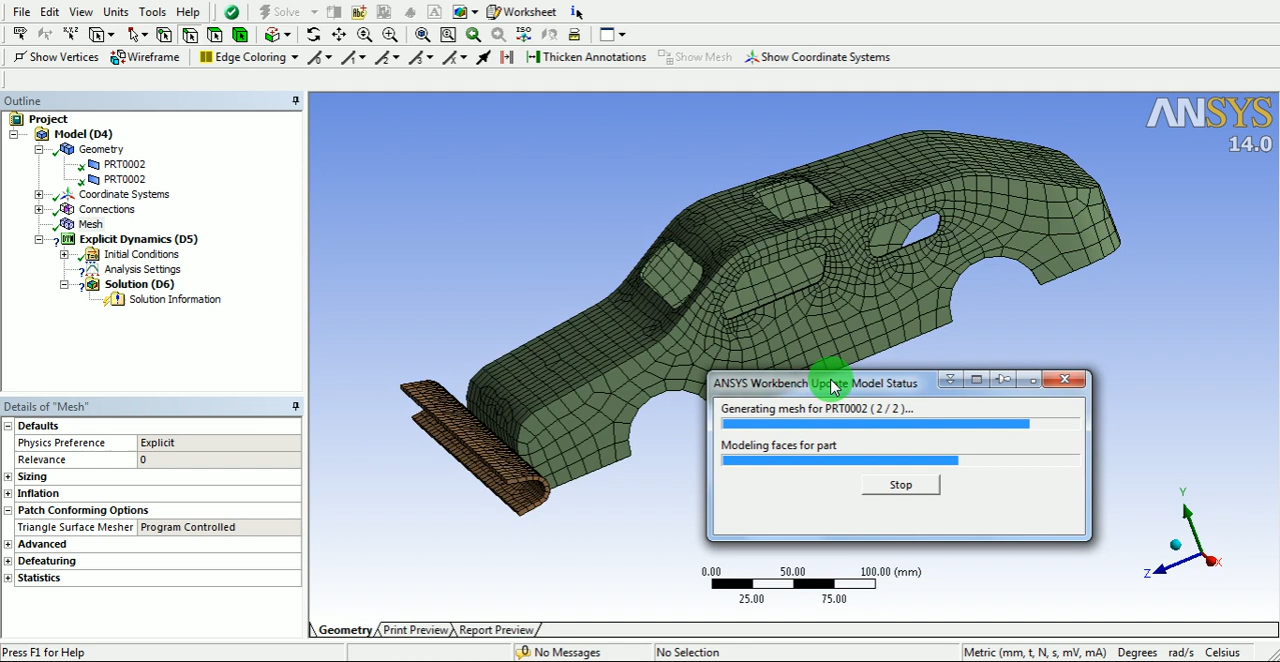 File Edit View Units Tools Help Solve Worksheet
Show Vertices Wireframe Edge Coloring Thicken Annotations Show Mesh Show Coordinate Systems
Outline
Project
Model (D4)
Geometry
PRT0002
PRT0002
Coordinate Systems
Connections
Mesh
Explicit Dynamics (D5)
Initial Conditions
Analysis Settings
Solution (D6)
Solution Information
Details of "Mesh"
Defaults
Physics Preference Explicit
Relevance 0
Sizing
Inflation
Patch Conforming Options
Triangle Surface Mesher Program Controlled
Advanced
Defeaturing
Statistics
ANSYS
14.0
ANSYS Workbench Update Model Status
Generating mesh for PRT0002 ( 2 / 2 )...
Modeling faces for part
Stop
0.00 50.00 100.00 (mm)
25.00 75.00
Y
Z
X
Geometry Print Preview Report Preview
Press F1 for Help No Messages No Selection Metric (mm, t, N, s, mV, mA) Degrees rad/s Celsius